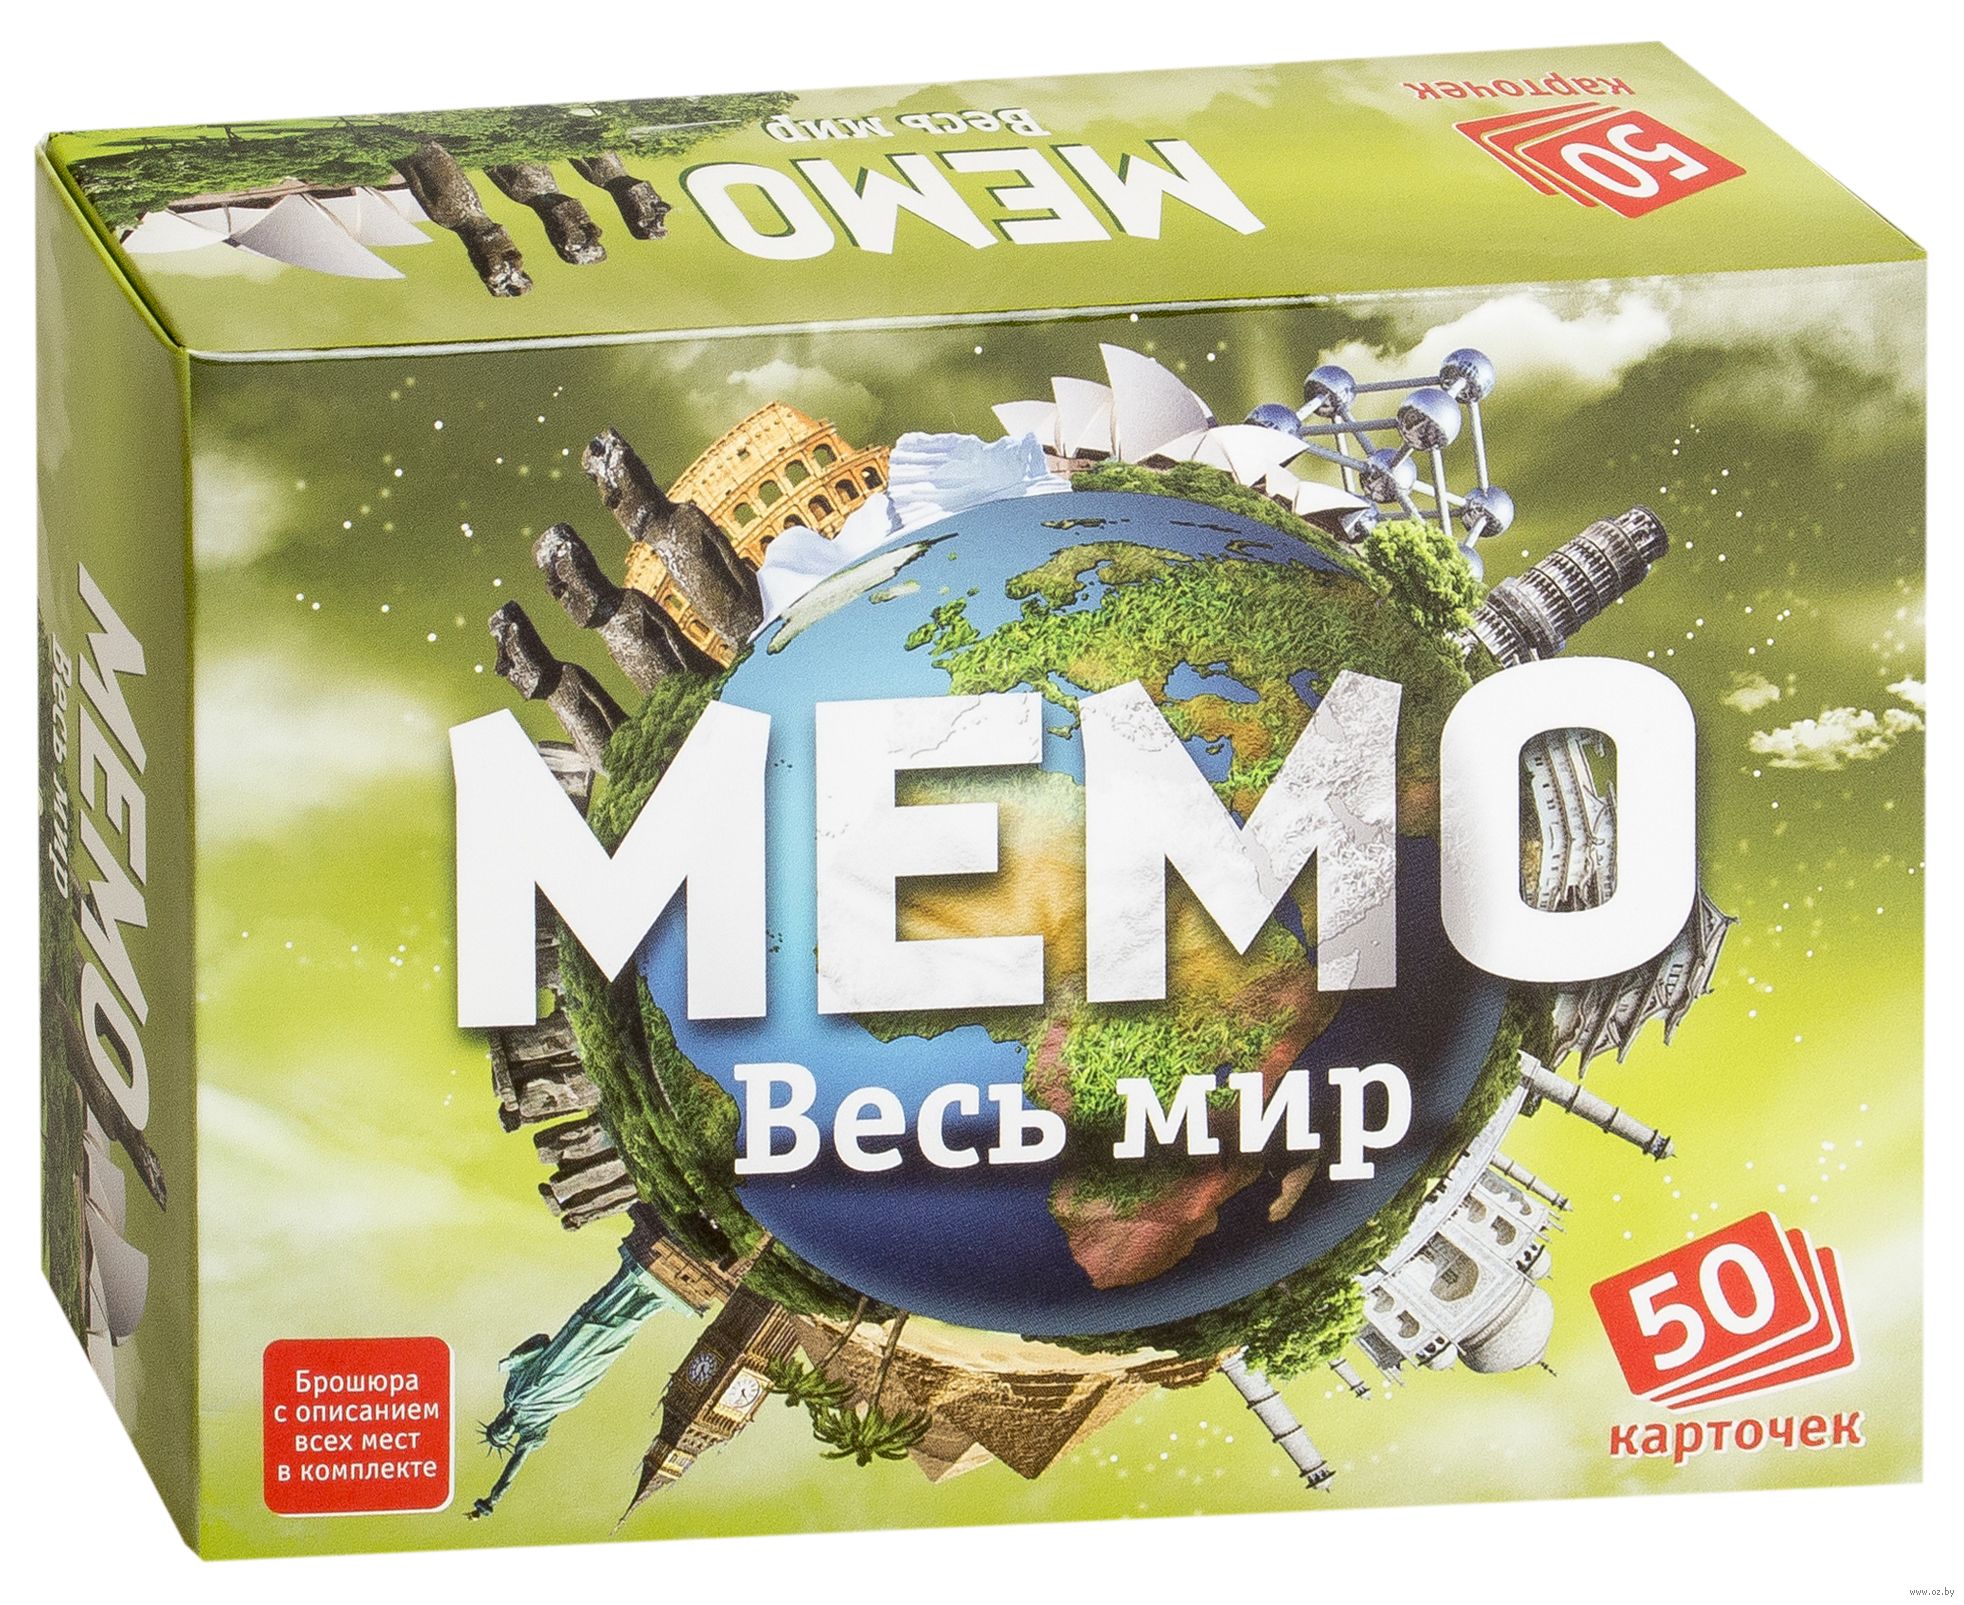 карточек
50
Весь мир
МЕМО
МЕМО
Весь мир
МЕМО
Весь мир
50
карточек
Брошюра
с описанием
всех мест
в комплекте
www.oz.by